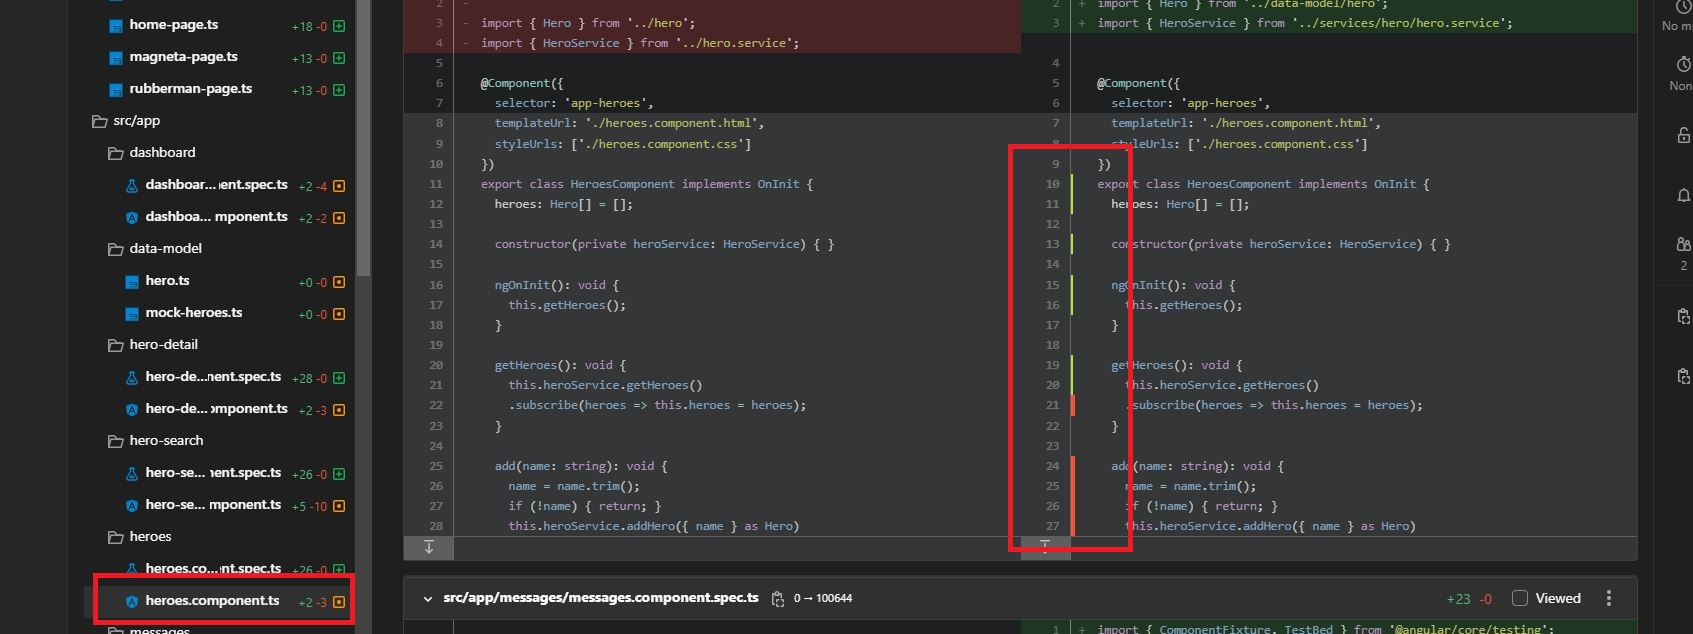 home-page.ts +18 -0
magneta-page.ts +13 -0
rubberman-page.ts +13 -0
src/app
dashboard
dashboar... ent.spec.ts +2 -4
dashboa... mponent.ts +2 -2
data-model
hero.ts +0 -0
mock-heroes.ts +0 -0
hero-detail
hero-de... nent.spec.ts +28 -0
hero-de... omponent.ts +2 -3
hero-search
hero-se... nent.spec.ts +26 -0
hero-se... mponent.ts +5 -10
heroes
heroes.co... nt.spec.ts +26 -0
heroes.component.ts +2 -3
messages
2 -
3 - import { Hero } from '../hero';
4 - import { HeroService } from '../hero.service';
5
6 @Component({
7 selector: 'app-heroes',
8 templateUrl: './heroes.component.html',
9 styleUrls: ['./heroes.component.css']
10 })
11 export class HeroesComponent implements OnInit {
12 heroes: Hero[] = [];
13
14 constructor(private heroService: HeroService) { }
15
16 ngOnInit(): void {
17 this.getHeroes();
18 }
19
20 getHeroes(): void {
21 this.heroService.getHeroes()
22 .subscribe(heroes => this.heroes = heroes);
23 }
24
25 add(name: string): void {
26 name = name.trim();
27 if (!name) { return; }
28 this.heroService.addHero({ name } as Hero)
2 + import { Hero } from '../data-model/hero';
3 + import { HeroService } from '../services/hero/hero.service';
4
5 @Component({
6 selector: 'app-heroes',
7 templateUrl: './heroes.component.html',
8 styleUrls: ['./heroes.component.css']
9 })
10 export class HeroesComponent implements OnInit {
11 heroes: Hero[] = [];
12
13 constructor(private heroService: HeroService) { }
14
15 ngOnInit(): void {
16 this.getHeroes();
17 }
18
19 getHeroes(): void {
20 this.heroService.getHeroes()
21 .subscribe(heroes => this.heroes = heroes);
22 }
23
24 add(name: string): void {
25 name = name.trim();
26 if (!name) { return; }
27 this.heroService.addHero({ name } as Hero)
src/app/messages/messages.component.spec.ts 0 → 100644 +23 -0 Viewed
1 + import { ComponentFixture, TestBed } from '@angular/core/testing';
No m
Non
2